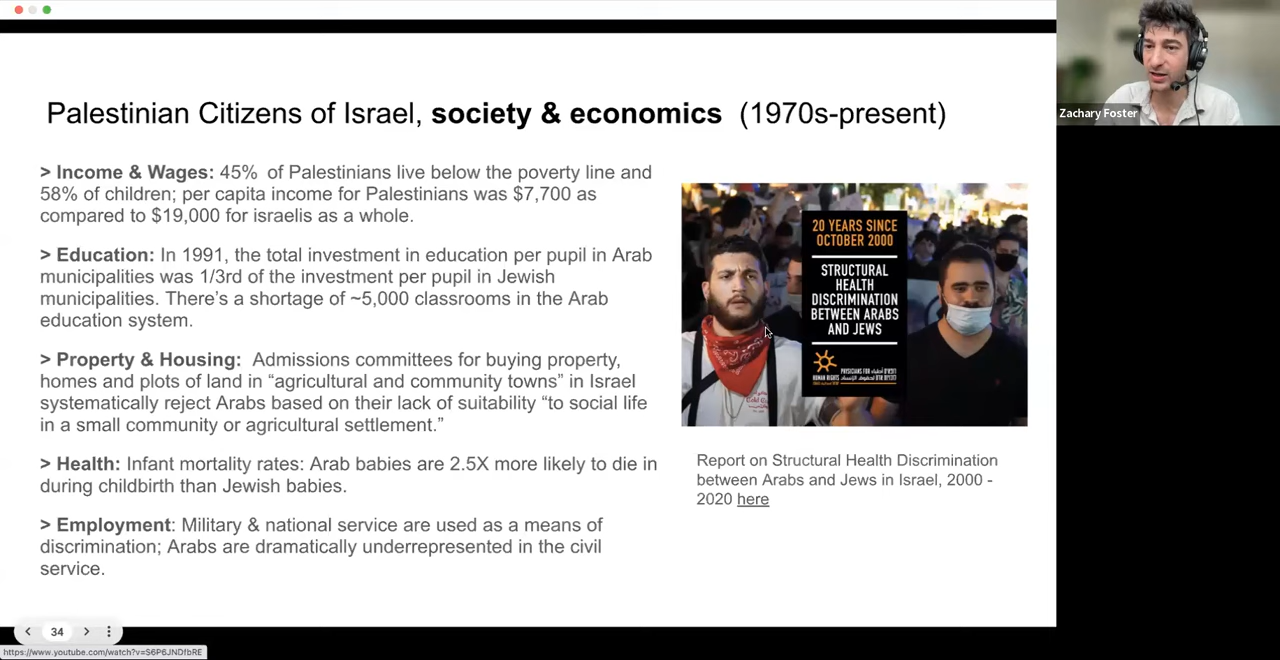 Zachary Foster
Palestinian Citizens of Israel, society & economics (1970s-present)
> Income & Wages: 45% of Palestinians live below the poverty line and
58% of children; per capita income for Palestinians was $7,700 as
compared to $19,000 for israelis as a whole.
> Education: In 1991, the total investment in education per pupil in Arab
municipalities was 1/3rd of the investment per pupil in Jewish
municipalities. There's a shortage of ~5,000 classrooms in the Arab
education system.
> Property & Housing: Admissions committees for buying property,
homes and plots of land in “agricultural and community towns” in Israel
systematically reject Arabs based on their lack of suitability “to social life
in a small community or agricultural settlement.”
> Health: Infant mortality rates: Arab babies are 2.5X more likely to die in
during childbirth than Jewish babies.
> Employment: Military & national service are used as a means of
discrimination; Arabs are dramatically underrepresented in the civil
service.
20 YEARS SINCE
OCTOBER 2000
STRUCTURAL
HEALTH
DISCRIMINATION
BETWEEN ARABS
AND JEWS
HUMAN RIGHTS
Report on Structural Health Discrimination
between Arabs and Jews in Israel, 2000 -
2020 here
34
https://www.youtube.com/watch?v=S6P6JNDfbRE